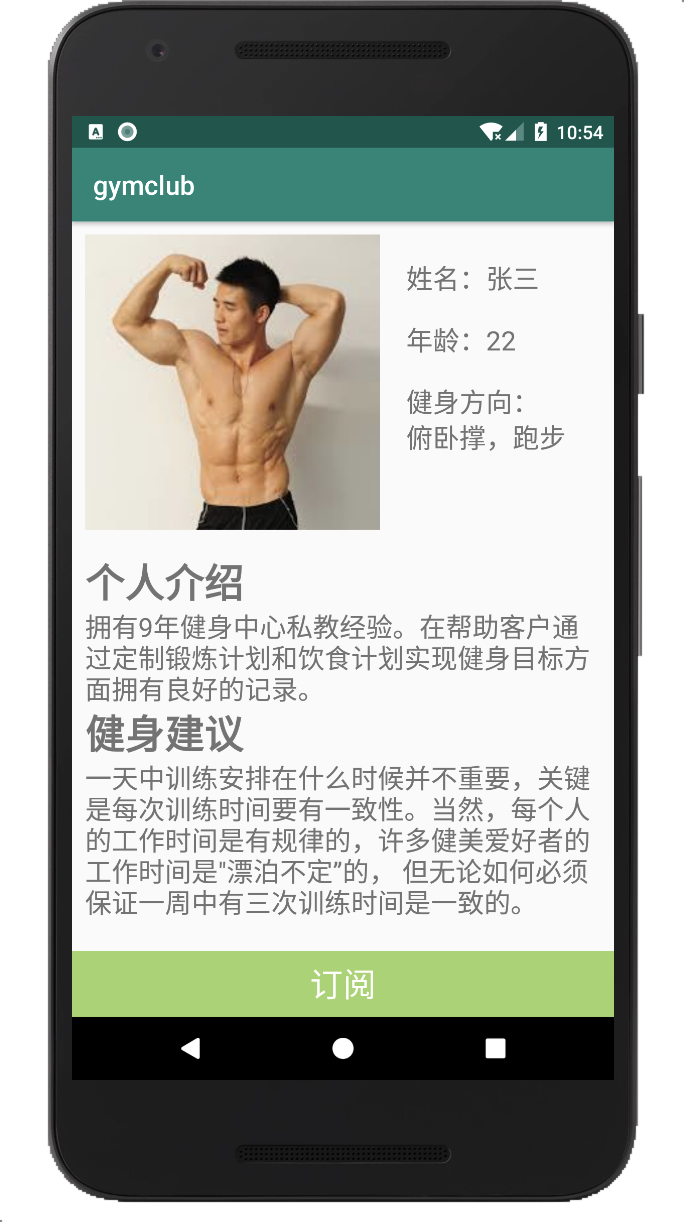 10:54
gymclub
姓名：张三
年龄：22
健身方向：
俯卧撑，跑步
个人介绍
拥有9年健身中心私教经验。在帮助客户通
过定制锻炼计划和饮食计划实现健身目标方
面拥有良好的记录。
健身建议
一天中训练安排在什么时候并不重要，关键
是每次训练时间要有一致性。当然，每个人
的工作时间是有规律的，许多健美爱好者的
工作时间是"漂泊不定”的， 但无论如何必须
保证一周中有三次训练时间是一致的。
订阅